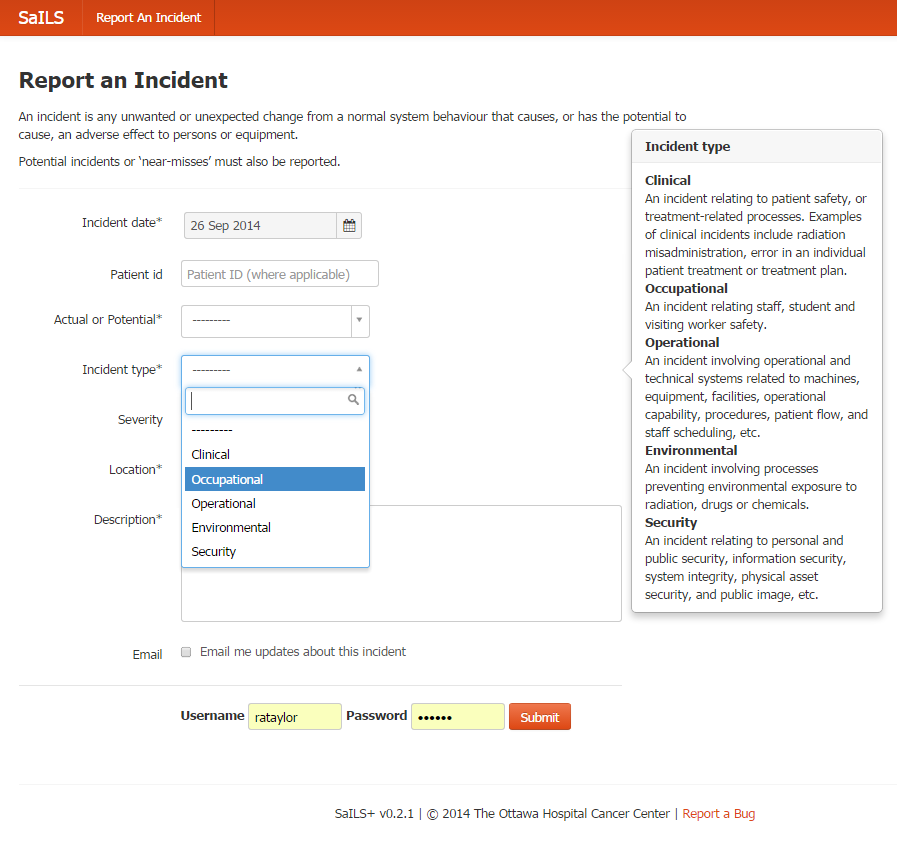 SaILS Report An Incident
Report an Incident
An incident is any unwanted or unexpected change from a normal system behaviour that causes, or has the potential to
cause, an adverse effect to persons or equipment.
Potential incidents or ‘near-misses’ must also be reported.
Incident date* 26 Sep 2014
Patient id Patient ID (where applicable)
Actual or Potential* ---------
Incident type* ---------
---------
Clinical
Occupational
Operational
Environmental
Security
Severity
Location*
Description*
Email Email me updates about this incident
Username rataylor Password •••••• Submit
Incident type
Clinical
An incident relating to patient safety, or
treatment-related processes. Examples
of clinical incidents include radiation
misadministration, error in an individual
patient treatment or treatment plan.
Occupational
An incident relating staff, student and
visiting worker safety.
Operational
An incident involving operational and
technical systems related to machines,
equipment, facilities, operational
capability, procedures, patient flow, and
staff scheduling, etc.
Environmental
An incident involving processes
preventing environmental exposure to
radiation, drugs or chemicals.
Security
An incident relating to personal and
public security, information security,
system integrity, physical asset
security, and public image, etc.
SaILS+ v0.2.1 | © 2014 The Ottawa Hospital Cancer Center | Report a Bug